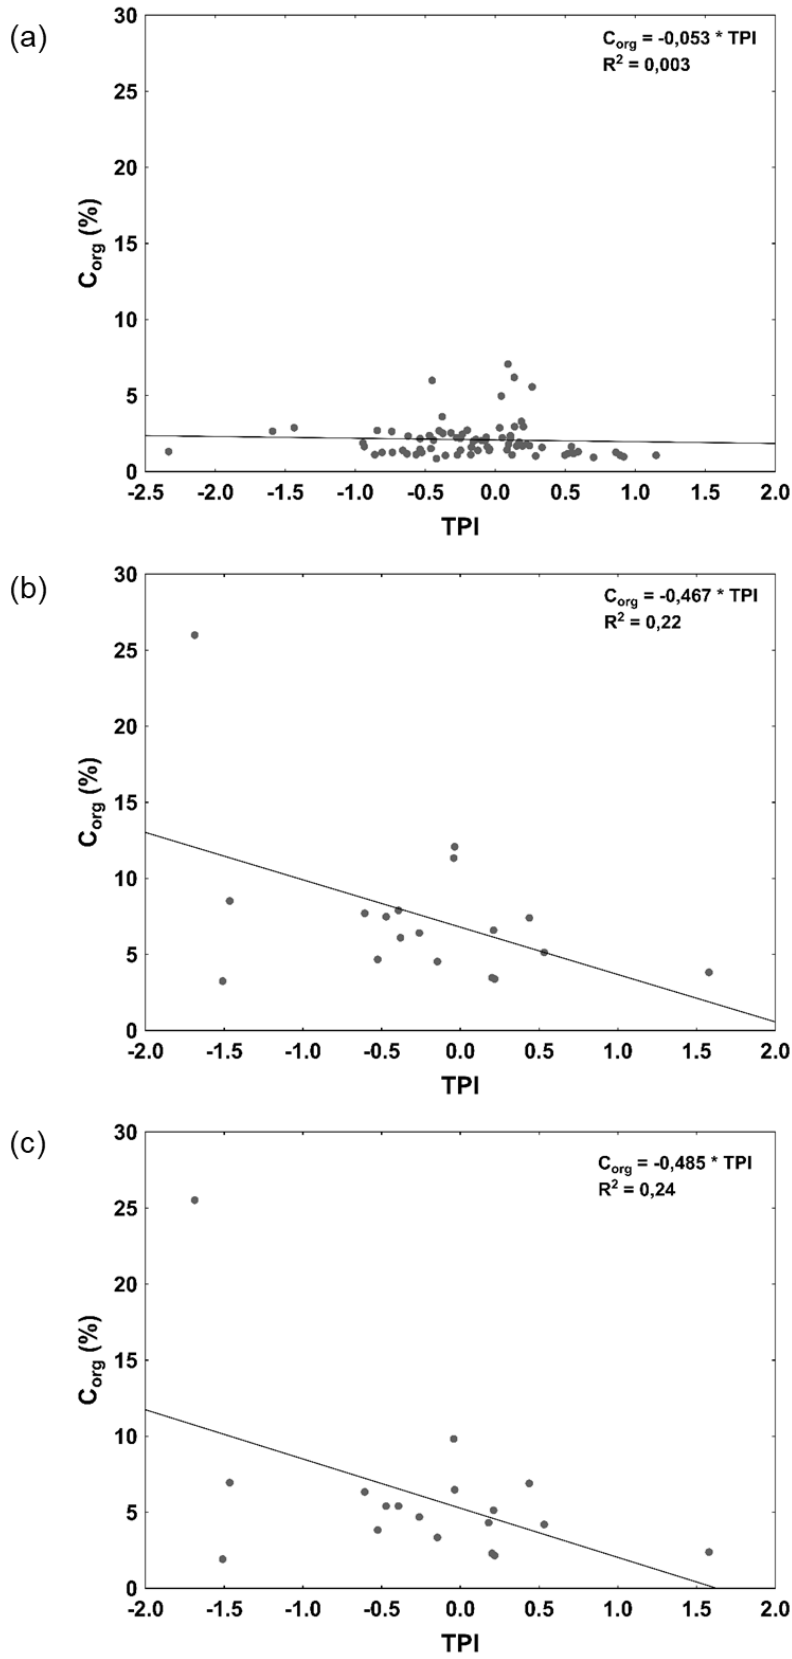 (a)
C_org = -0,053 * TPI
R² = 0,003
30
25
20
15
10
5
0
C_org (%)
-2.5 -2.0 -1.5 -1.0 -0.5 0.0 0.5 1.0 1.5 2.0
TPI
(b)
C_org = -0,467 * TPI
R² = 0,22
30
25
20
15
10
5
0
C_org (%)
-2.0 -1.5 -1.0 -0.5 0.0 0.5 1.0 1.5 2.0
TPI
(c)
C_org = -0,485 * TPI
R² = 0,24
30
25
20
15
10
5
0
C_org (%)
-2.0 -1.5 -1.0 -0.5 0.0 0.5 1.0 1.5 2.0
TPI